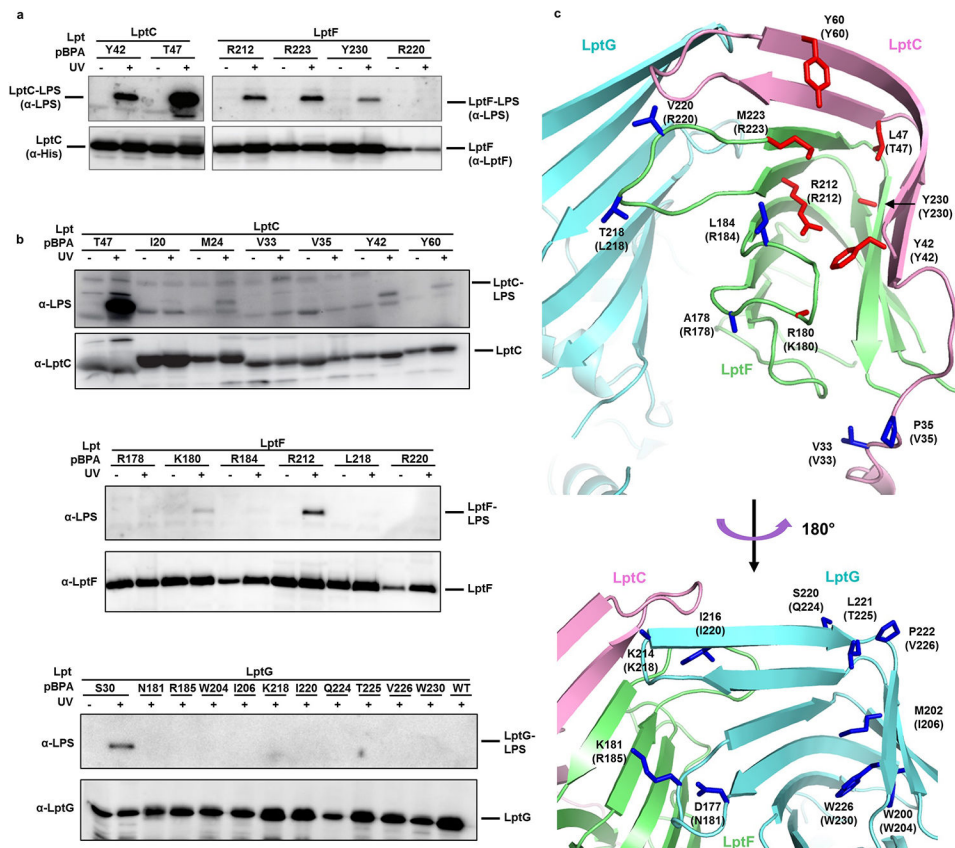 a
Lpt LptC LptF
pBPA Y42 T47 R212 R223 Y230 R220
UV - + - + - + - + - + - +
LptC-LPS
(α-LPS)
LptF-LPS
(α-LPS)
LptC
(α-His)
LptF
(α-LptF)
b
Lpt LptC
pBPA T47 I20 M24 V33 V35 Y42 Y60
UV - + - + - + - + - + - + - +
α-LPS
LptC-
LPS
α-LptC
LptC
Lpt LptF
pBPA R178 K180 R184 R212 L218 R220
UV - + - + - + - + - + - +
α-LPS
LptF-
LPS
α-LptF
LptF
Lpt LptG
pBPA S30 N181 R185 W204 I206 K218 I220 Q224 T225 V226 W230 WT
UV - + + + + + + + + + + + +
α-LPS
LptG-
LPS
α-LptG
LptG
c
LptG
Y60
(Y60)
LptC
V220
(R220)
M223
(R223)
L47
(T47)
R212
(R212)
Y230
(Y230)
T218
(L218)
L184
(R184)
Y42
(Y42)
A178
(R178)
R180
(K180)
LptF
P35
(V35)
V33
(V33)
180°
LptC
LptG
I216
(I220)
S220
(Q224)
L221
(T225)
P222
(V226)
K214
(K218)
M202
(I206)
K181
(R185)
D177
(N181)
W226
(W230)
W200
(W204)
LptF